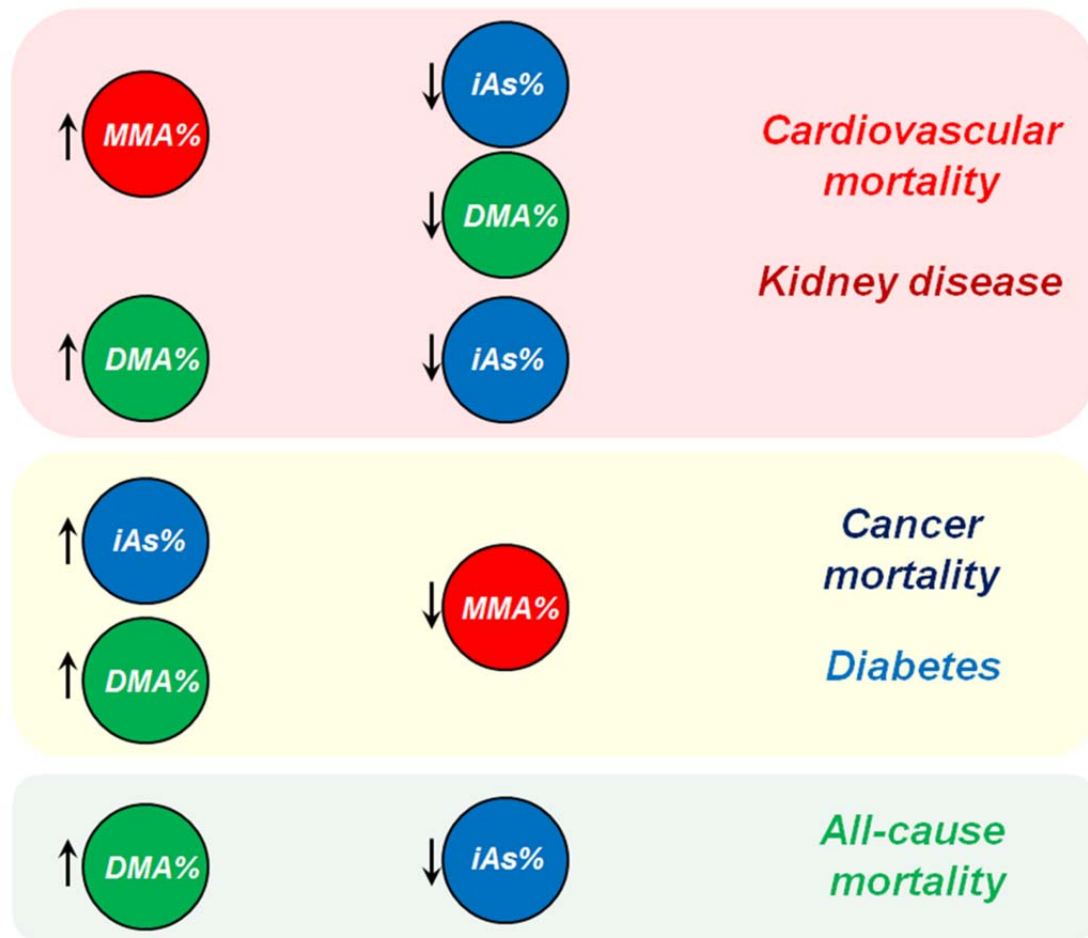 MMA%
iAs%
DMA%
DMA%
iAs%
Cardiovascular
mortality
Kidney disease
iAs%
DMA%
MMA%
Cancer
mortality
Diabetes
DMA%
iAs%
All-cause
mortality